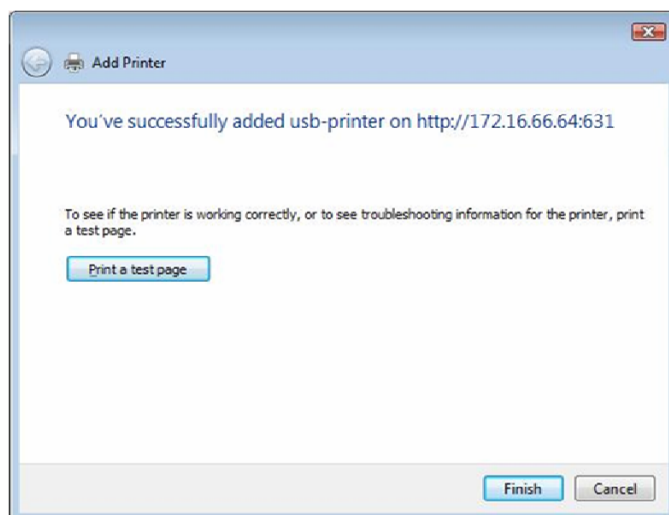 Add Printer
You've successfully added usb-printer on http://172.16.66.64:631
To see if the printer is working correctly, or to see troubleshooting information for the printer, print
a test page.
Print a test page
Finish Cancel